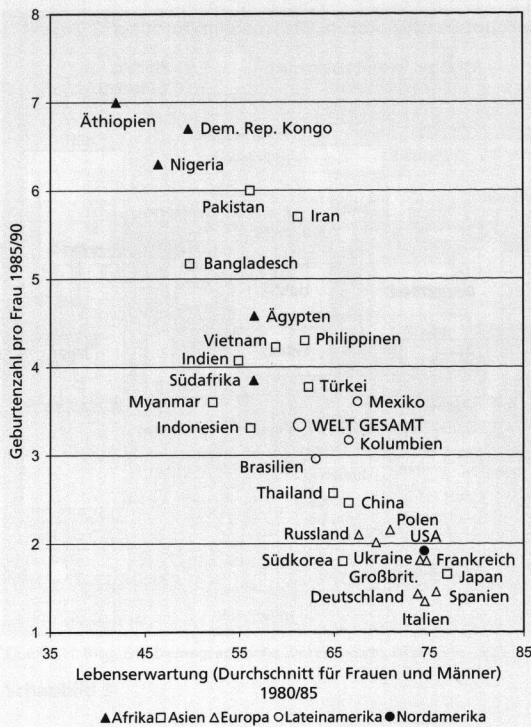 8
7
Äthiopien
Dem. Rep. Kongo
Nigeria
6
Pakistan
Iran
Bangladesch
5
Ägypten
Vietnam
Philippinen
Indien
4
Südafrika
Türkei
Myanmar
Mexiko
Indonesien
WELT GESAMT
Kolumbien
3
Brasilien
Thailand
China
Polen
Russland
USA
2
Südkorea
Ukraine
Frankreich
Großbrit.
Japan
Deutschland
Spanien
Italien
1
35
45
55
65
75
85
Geburtenzahl pro Frau 1985/90
Lebenserwartung (Durchschnitt für Frauen und Männer)
1980/85
▲Afrika □Asien △Europa ○Lateinamerika ●Nordamerika